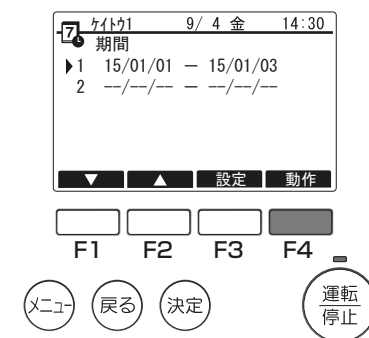 7 ｹｲﾄｳ1 9/ 4 金 14:30
期間
1 15/01/01 － 15/01/03
2 --/--/-- － --/--/--
▼ ▲ 設定 動作
F1 F2 F3 F4
メニュー 戻る 決定 運転
停止